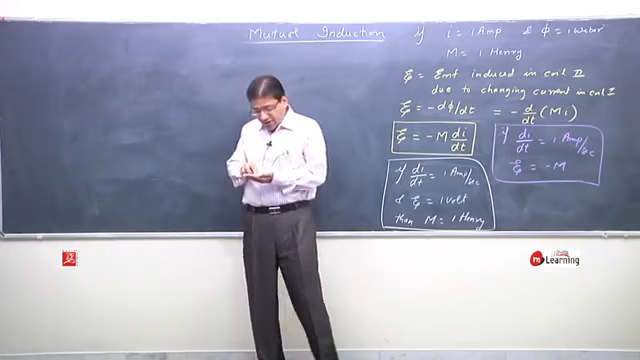 Mutual Induction
if i = 1 Amp & ϕ = 1 Weber
M = 1 Henry
ξ = Emf induced in coil II
due to changing current in coil I
ξ = -dϕ/dt = - d/dt (Mi)
ξ = -M di/dt
if di/dt = 1 Amp/sec
ξ = -M
if di/dt = 1 Amp/sec
& ξ = 1 Volt
then M = 1 Henry
m Learning